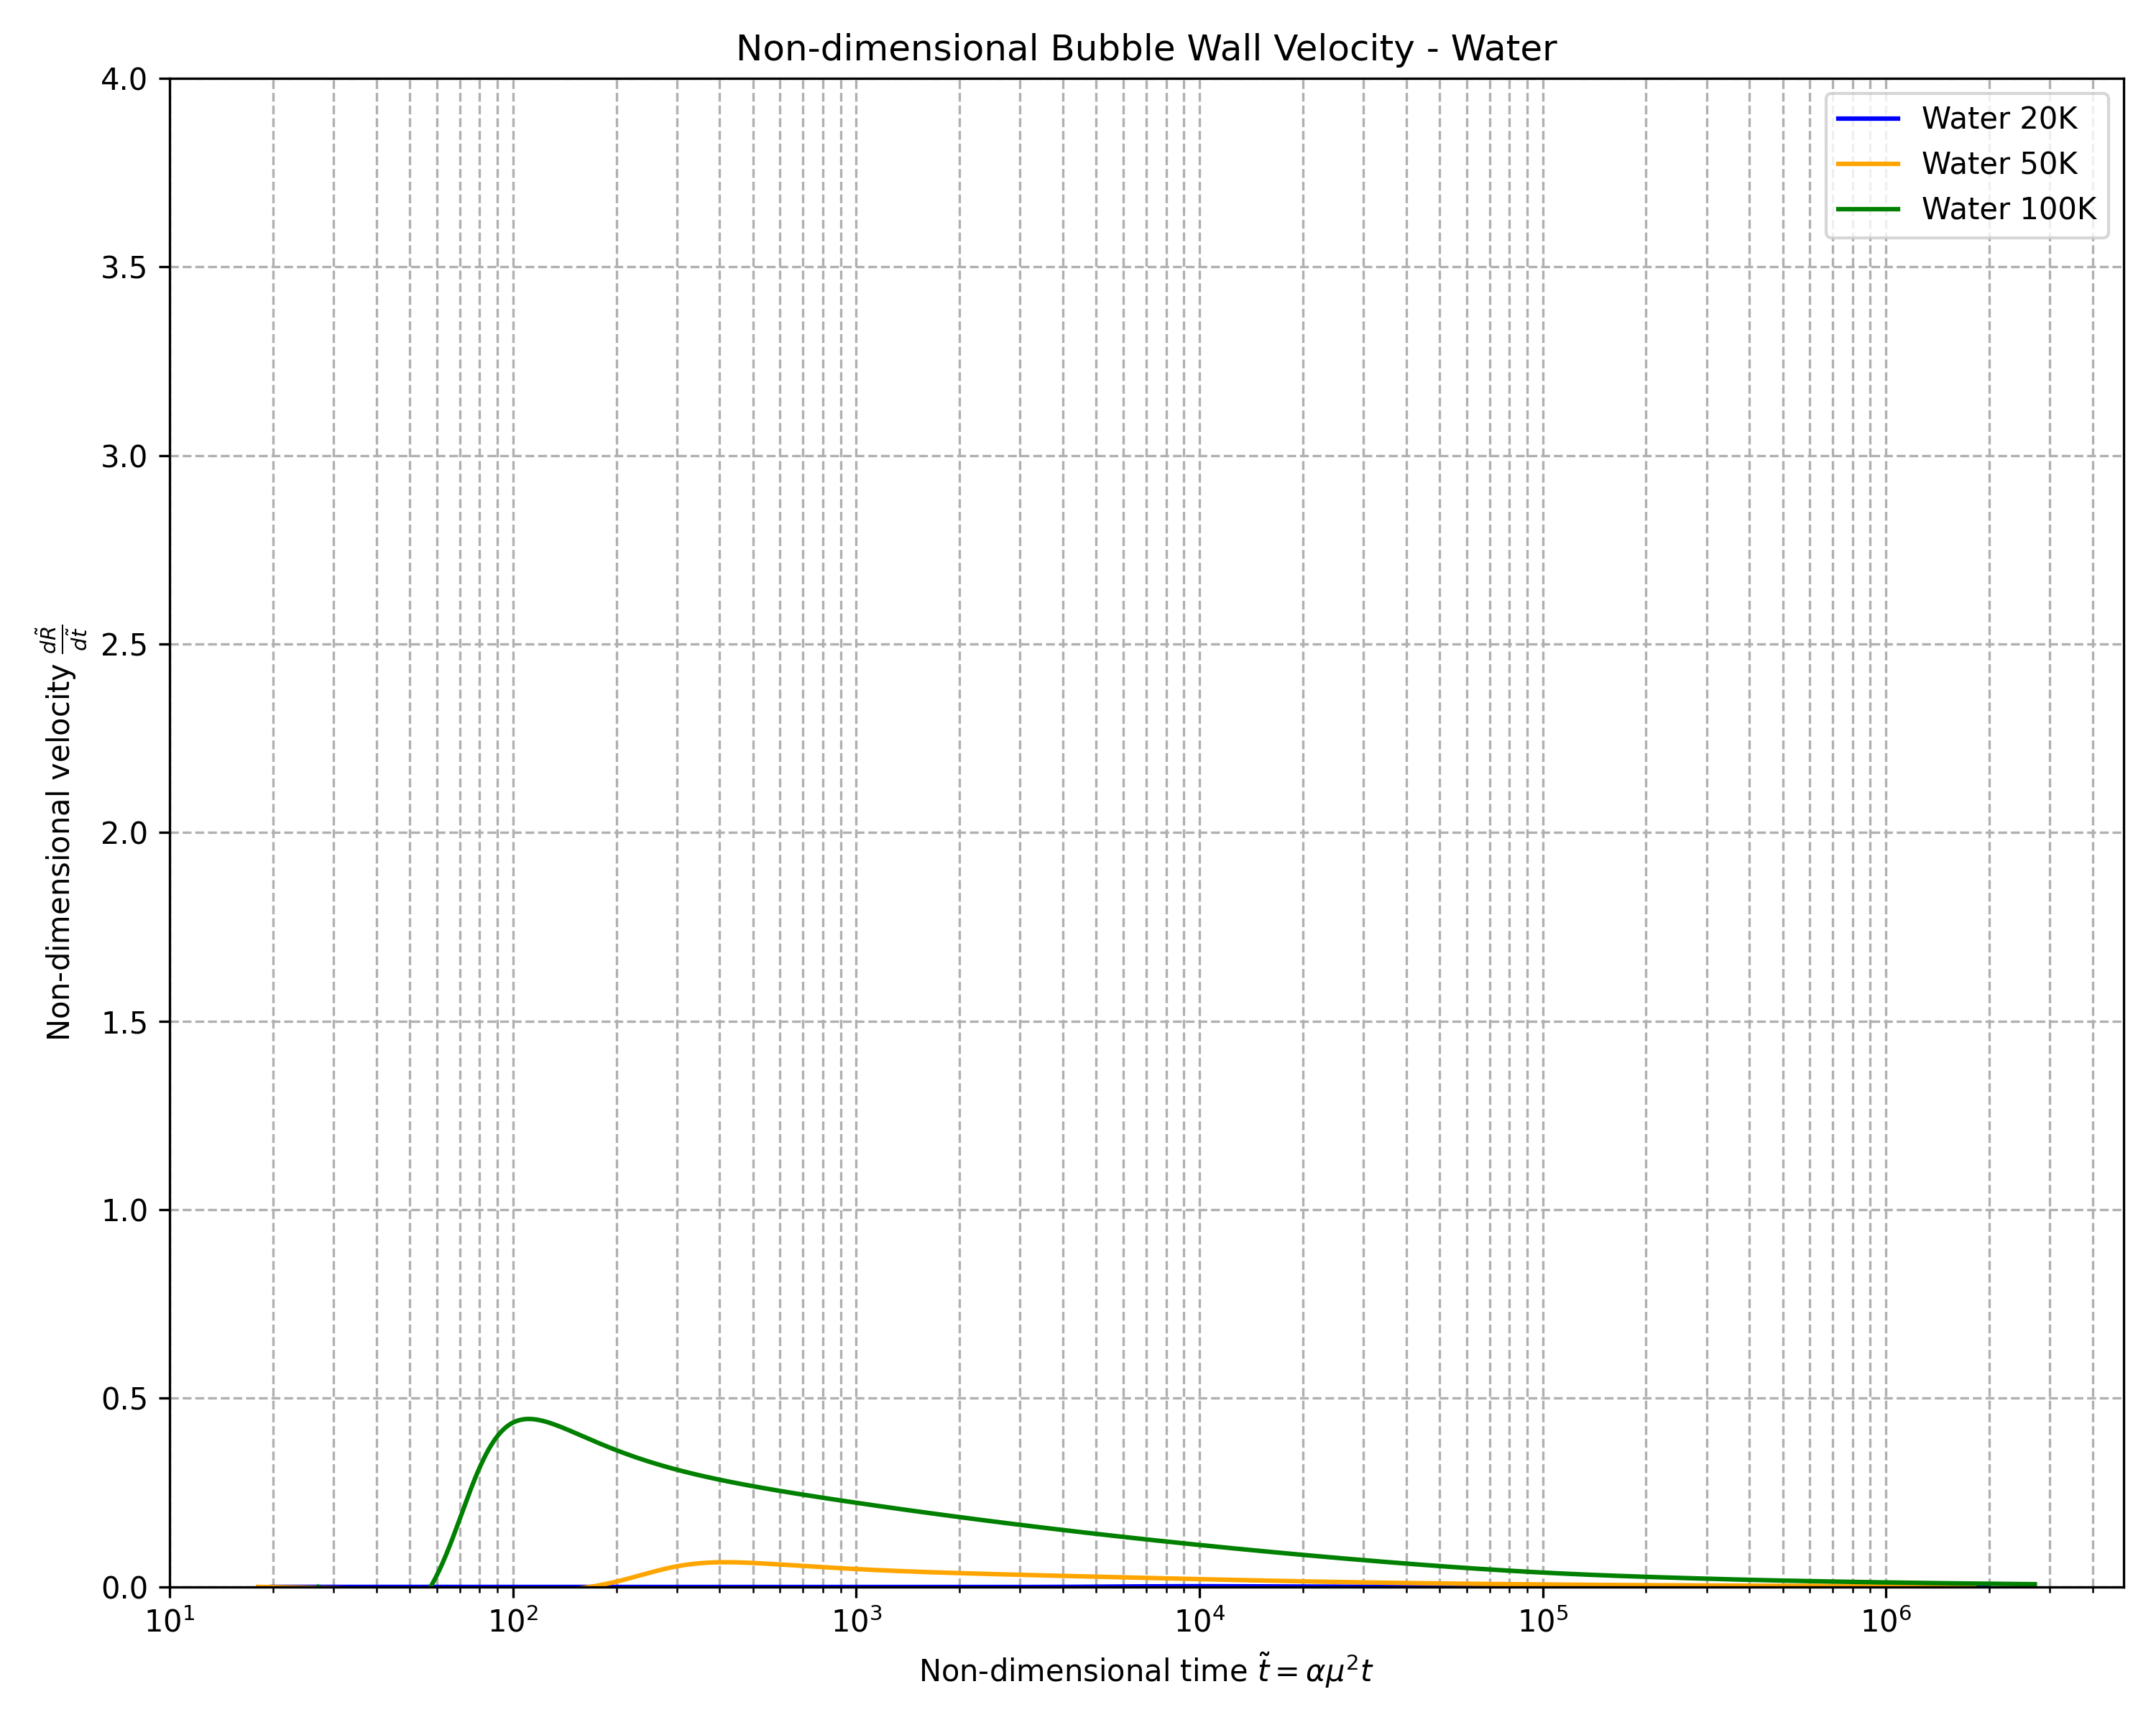 Non-dimensional Bubble Wall Velocity - Water
4.0
3.5
3.0
2.5
2.0
1.5
1.0
0.5
0.0
Non-dimensional velocity dR̃/dt̃
Water 20K
Water 50K
Water 100K
10¹ 10² 10³ 10⁴ 10⁵ 10⁶
Non-dimensional time t̃ = αμ²t